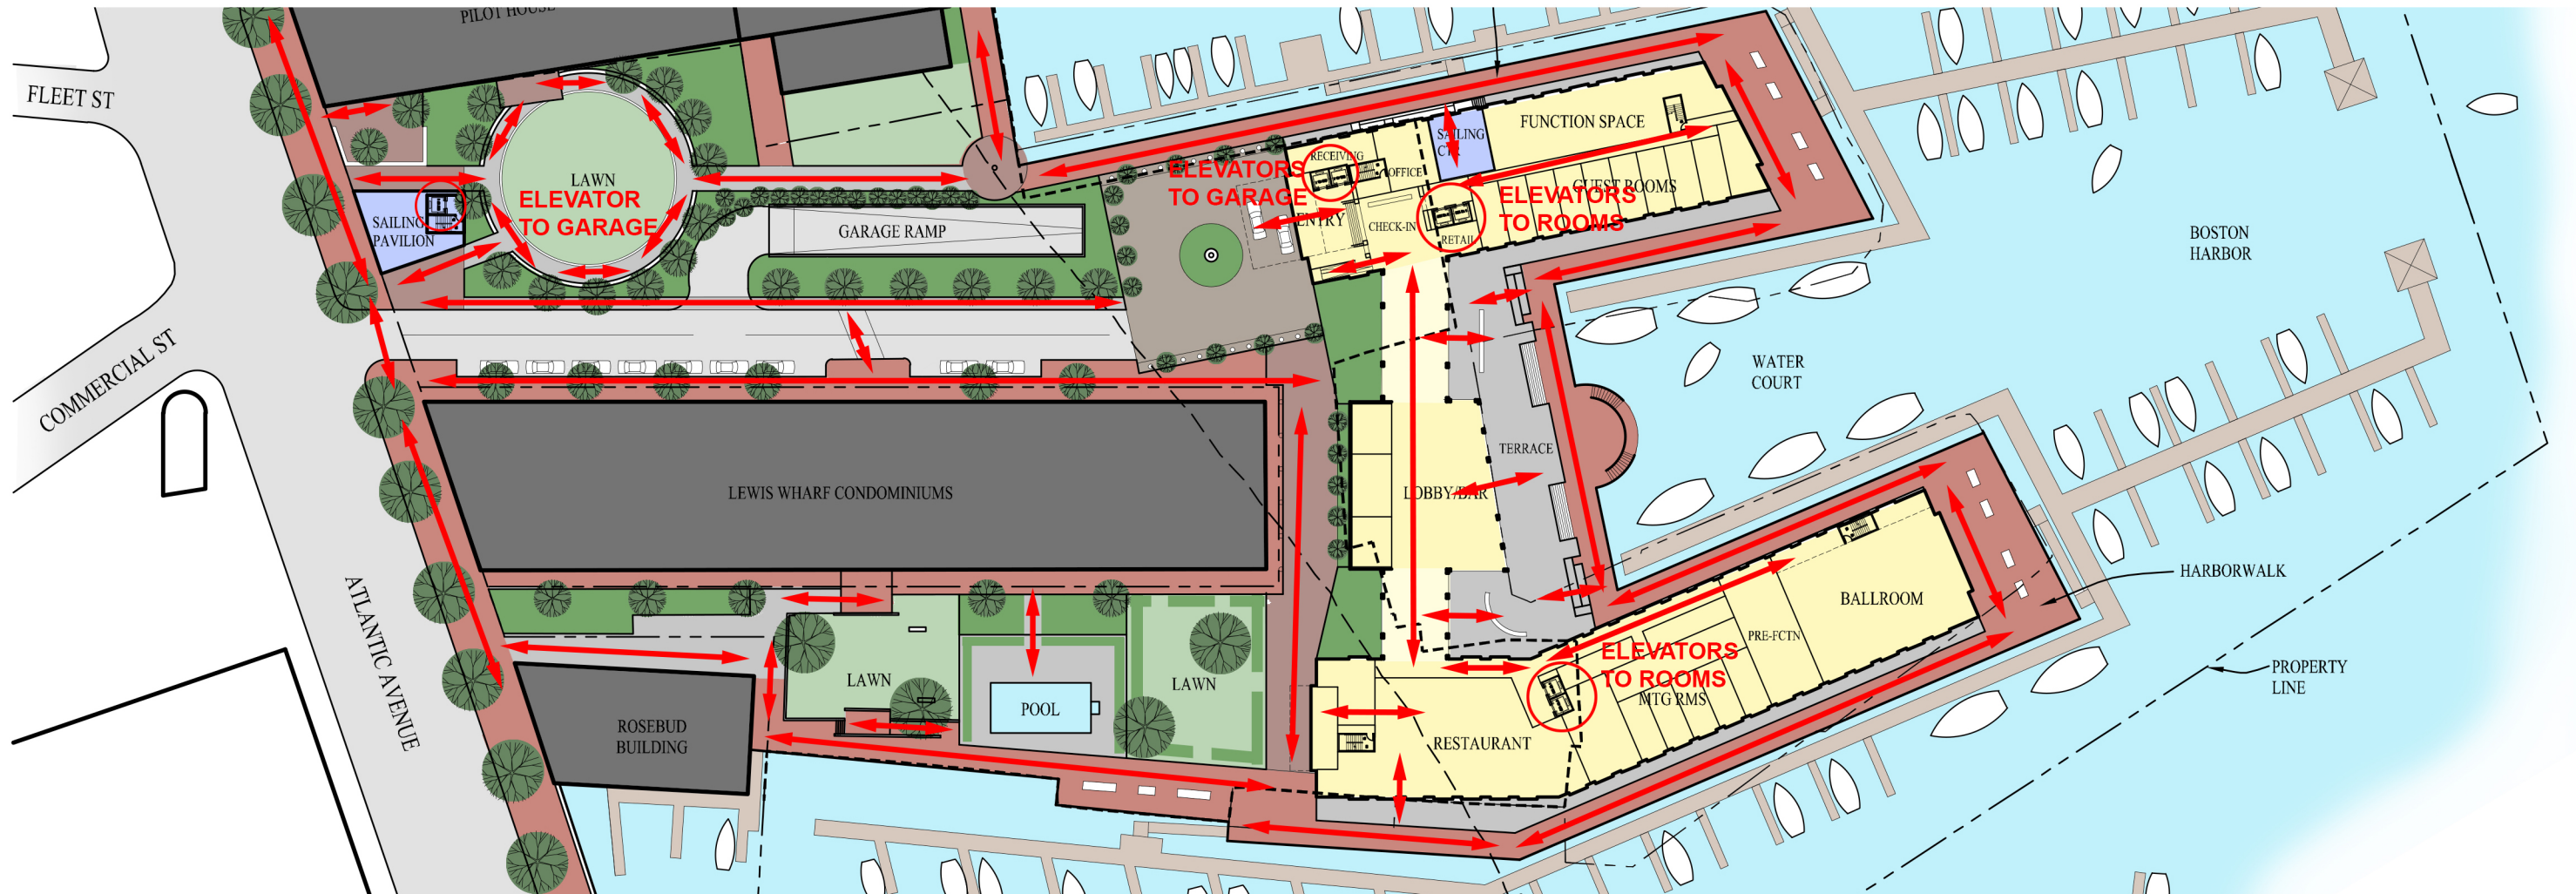 PILOT HOUSE
FLEET ST
COMMERCIAL ST
ATLANTIC AVENUE
LAWN
ELEVATOR
TO GARAGE
SAILING
PAVILION
GARAGE RAMP
LEWIS WHARF CONDOMINIUMS
ROSEBUD
BUILDING
LAWN
POOL
LAWN
RECEIVING
ELEVATORS
TO GARAGE
OFFICE
ENTRY
CHECK-IN
RETAIL
SAILING
CTR
FUNCTION SPACE
GUEST ROOMS
ELEVATORS
TO ROOMS
TERRACE
LOBBY/BAR
WATER
COURT
BOSTON
HARBOR
RESTAURANT
ELEVATORS
TO ROOMS
MTG RMS
PRE-FCTN
BALLROOM
HARBORWALK
PROPERTY
LINE